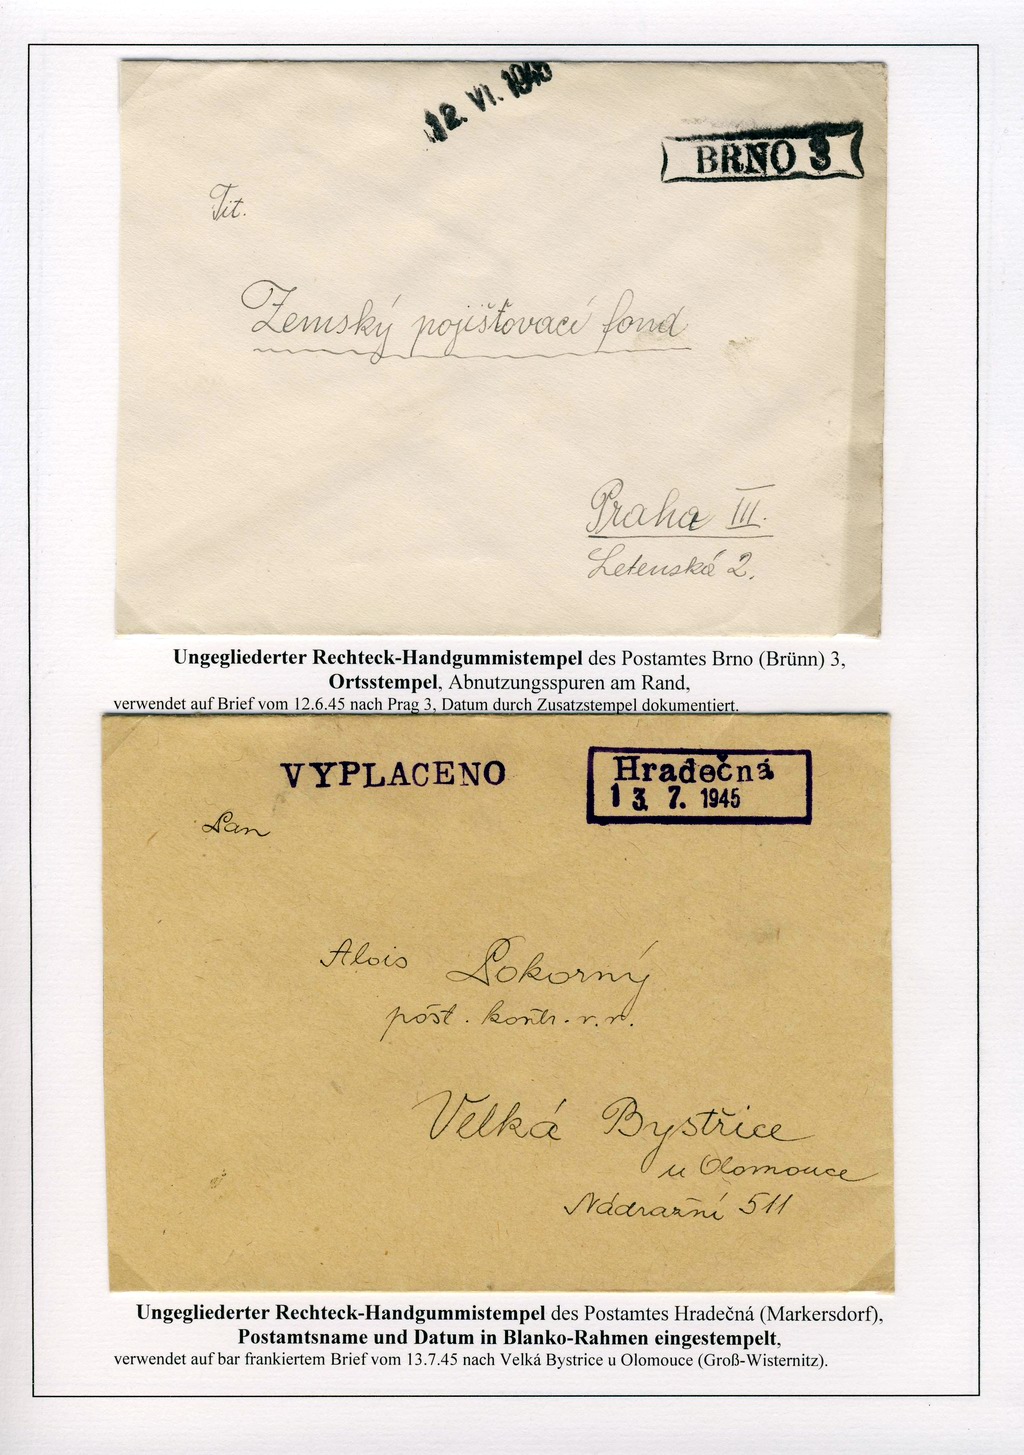 12. VI. 1945
BRNO 3
Tit.
Zemský pojišťovací fond
Praha III.
Letenská 2.
Ungegliederter Rechteck-Handgummistempel des Postamtes Brno (Brünn) 3,
Ortsstempel, Abnutzungsspuren am Rand,
verwendet auf Brief vom 12.6.45 nach Prag 3, Datum durch Zusatzstempel dokumentiert.
VYPLACENO
Hradečná
13. 7. 1945
Pan
Alois Pokorný
pošt. kontr. v.v.
Velká Bystřice
u Olomouce
Nádražní 511
Ungegliederter Rechteck-Handgummistempel des Postamtes Hradečná (Markersdorf),
Postamtsname und Datum in Blanko-Rahmen eingestempelt,
verwendet auf bar frankiertem Brief vom 13.7.45 nach Velká Bystrice u Olomouce (Groß-Wisternitz).